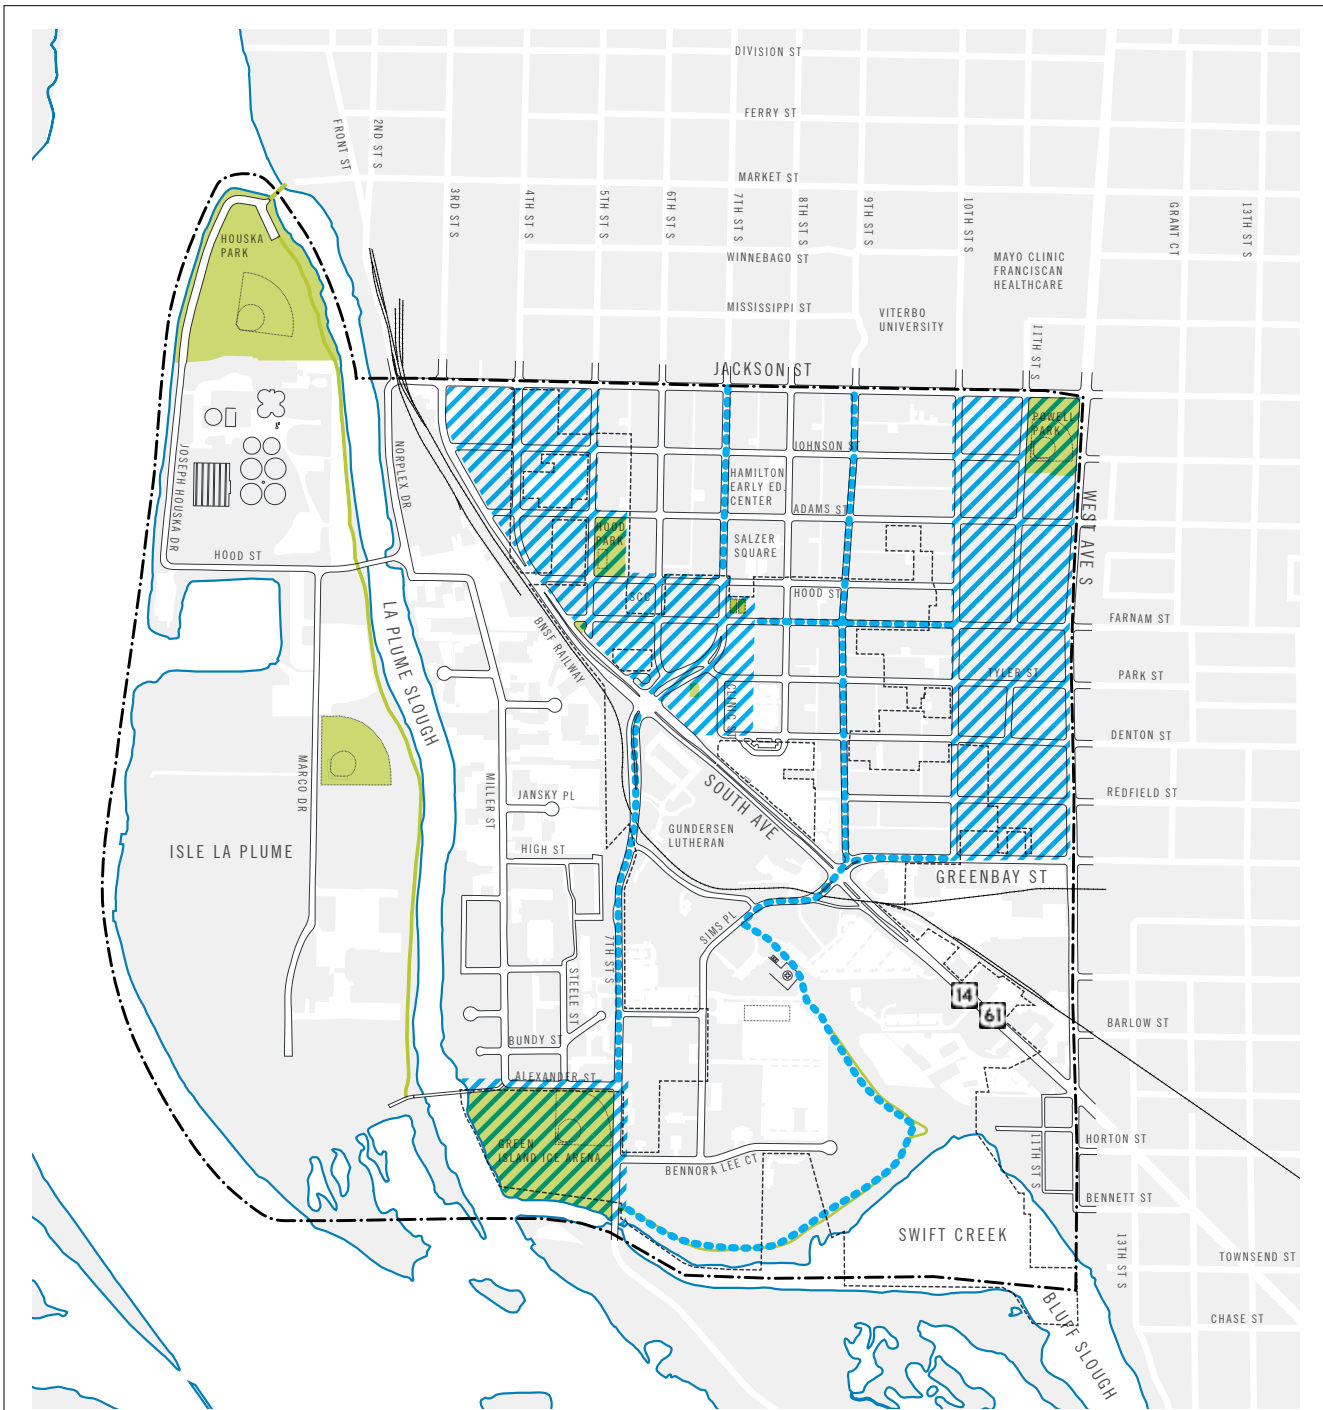 DIVISION ST
FERRY ST
FRONT ST
2ND ST S
MARKET ST
3RD ST S
4TH ST S
5TH ST S
6TH ST S
7TH ST S
8TH ST S
9TH ST S
10TH ST S
GRANT CT
13TH ST S
HOUSKA
PARK
WINNEBAGO ST
MAYO CLINIC
FRANCISCAN
HEALTHCARE
MISSISSIPPI ST
VITERBO
UNIVERSITY
11TH ST S
JACKSON ST
POWELL
PARK
JOHNSON ST
JOSEPH HOUSKA DR
NORPLEX DR
HAMILTON
EARLY ED
CENTER
ADAMS ST
WEST AVE S
HOOD
PARK
SALZER
SQUARE
HOOD ST
SCC
HOOD ST
FARNAM ST
LA PLUME SLOUGH
BNSF RAILWAY
TYLER ST
PARK ST
CLINIC ST
DENTON ST
MARCO DR
MILLER ST
JANSKY PL
SOUTH AVE
REDFIELD ST
GUNDERSEN
LUTHERAN
ISLE LA PLUME
HIGH ST
GREENBAY ST
SIMS PL
7TH ST S
STEELE ST
14
61
BARLOW ST
BUNDY ST
ALEXANDER ST
GREEN
ISLAND ICE ARENA
BENNORA LEE CT
11TH ST S
HORTON ST
BENNETT ST
SWIFT CREEK
13TH ST S
TOWNSEND ST
BLUFF SLOUGH
CHASE ST